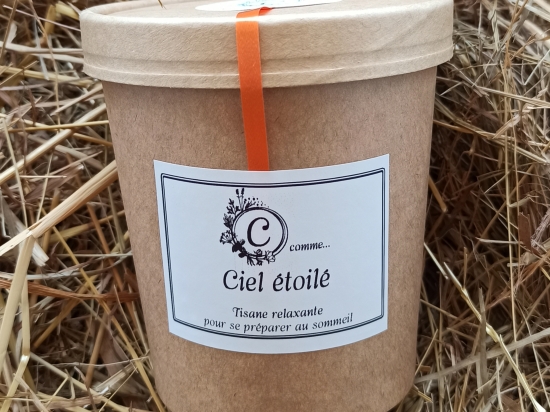 C
comme...
Ciel étoilé
Tisane relaxante
pour se préparer au sommeil